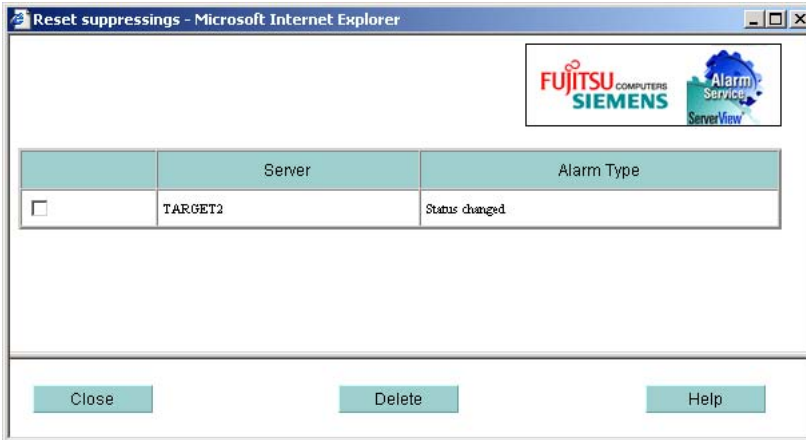 Reset suppressings - Microsoft Internet Explorer
FUJITSU COMPUTERS
SIEMENS
Alarm
Service
ServerView
Server Alarm Type
TARGET2 Status changed
Close Delete Help